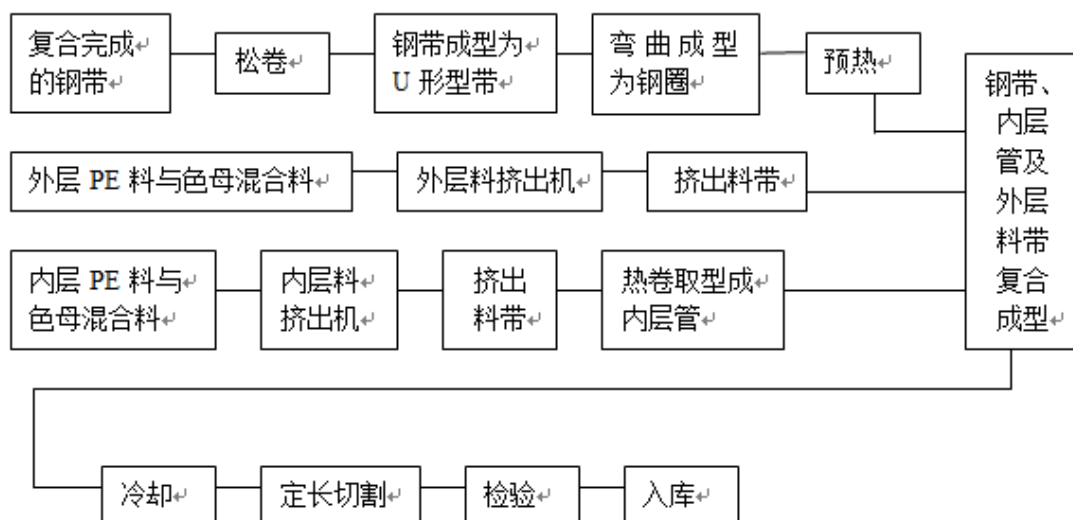 复合完成
的钢带
松卷
钢带成型为
U 形型带
弯曲成型
为钢圈
预热
钢带、
内层
管及
外层
料带
复合
成型
外层 PE 料与色母混合料
外层料挤出机
挤出料带
内层 PE 料与
色母混合料
内层料
挤出机
挤出
料带
热卷取型成
内层管
冷却
定长切割
检验
入库